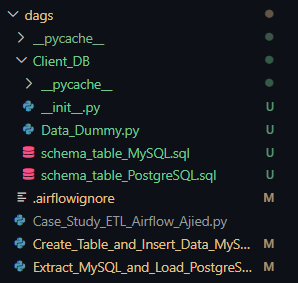 dags
__pycache__
Client_DB
__pycache__
__init__.py U
Data_Dummy.py U
schema_table_MySQL.sql U
schema_table_PostgreSQL.sql U
.airflowignore M
Case_Study_ETL_Airflow_Ajied.py
Create_Table_and_Insert_Data_MyS... M
Extract_MySQL_and_Load_PostgreS... M